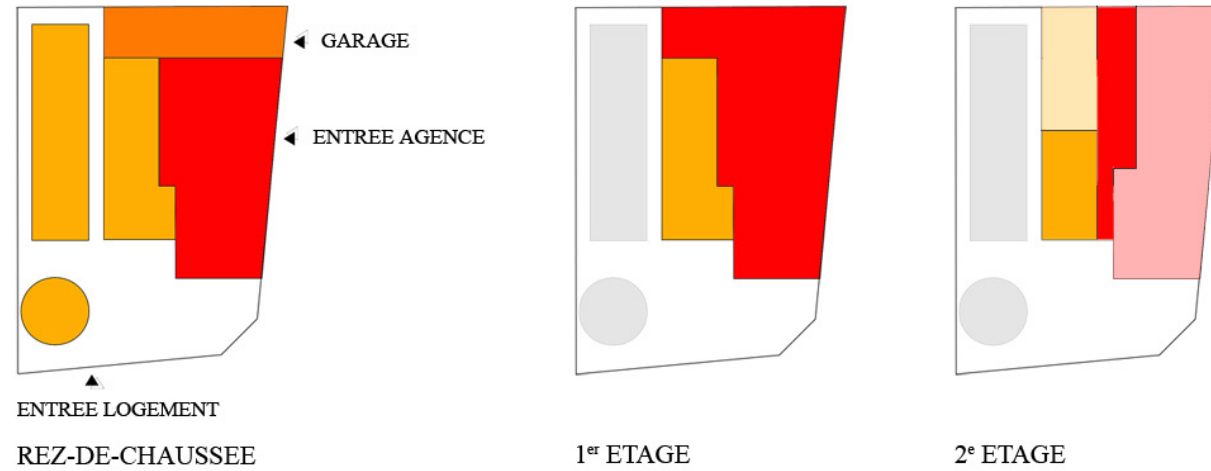 GARAGE
ENTREE AGENCE
ENTREE LOGEMENT
REZ-DE-CHAUSSEE
1er ETAGE
2e ETAGE